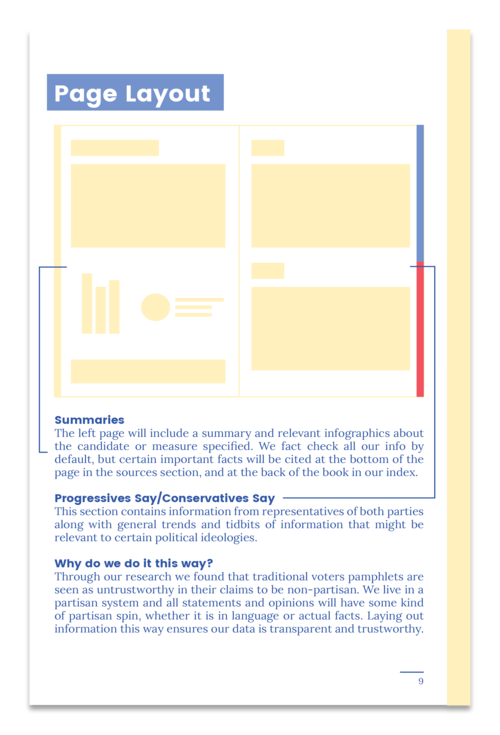 Page Layout
Summaries
The left page will include a summary and relevant infographics about
the candidate or measure specified. We fact check all our info by
default, but certain important facts will be cited at the bottom of the
page in the sources section, and at the back of the book in our index.
Progressives Say/Conservatives Say
This section contains information from representatives of both parties
along with general trends and tidbits of information that might be
relevant to certain political ideologies.
Why do we do it this way?
Through our research we found that traditional voters pamphlets are
seen as untrustworthy in their claims to be non-partisan. We live in a
partisan system and all statements and opinions will have some kind
of partisan spin, whether it is in language or actual facts. Laying out
information this way ensures our data is transparent and trustworthy.
9